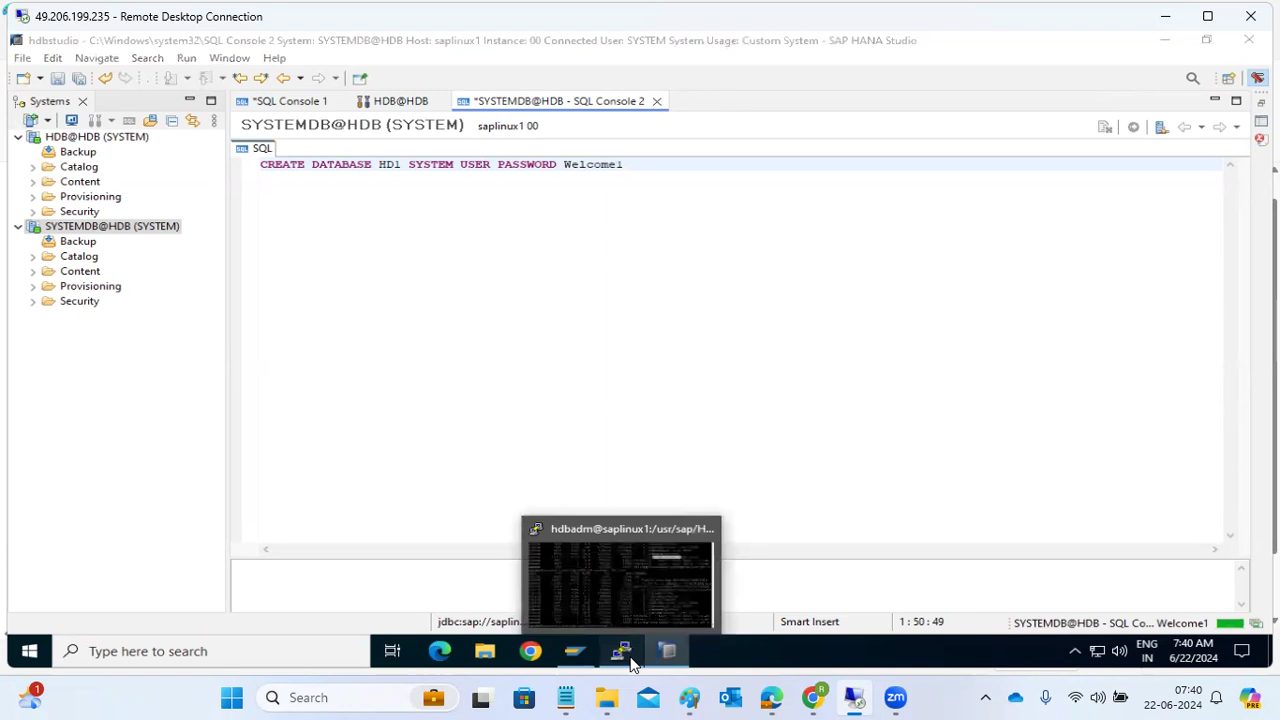 49.206.199.235 - Remote Desktop Connection
hdbstudio - C:\Windows\system32\SQL Console 2 System: SYSTEMDB@HDB Host: saplinux1 Instance: 00 Connected User: SYSTEM System Usage: Custom System - SAP HANA Studio
File Edit Navigate Search Run Window Help
Systems
*SQL Console 1
HDB@HDB
*SYSTEMDB@HDB - SQL Console 2
SYSTEMDB@HDB (SYSTEM) saplinux1 00
SQL
CREATE DATABASE HD1 SYSTEM USER PASSWORD Welcome1
HDB@HDB (SYSTEM)
Backup
Catalog
Content
Provisioning
Security
SYSTEMDB@HDB (SYSTEM)
Backup
Catalog
Content
Provisioning
Security
hdbadm@saplinux1:/usr/sap/H...
jdbc:sap://saplin
Smart Insert
1 : 50 : 49
SYSTEMDB@HDB - SQL Co... Welcome1
Type here to search
ENG
IN
7:40 AM
6/22/2024
1
Search
R
07:40
22-06-2024
PRE